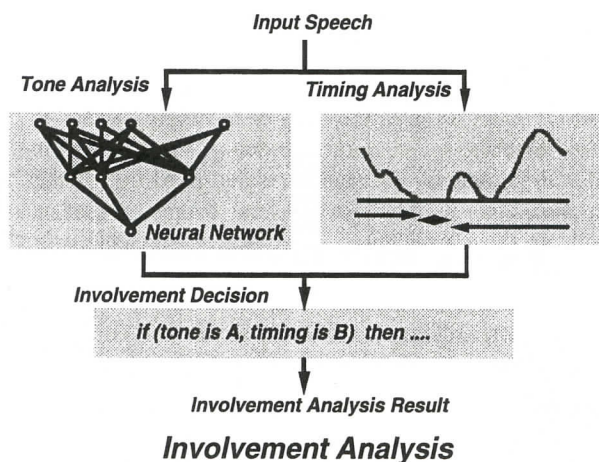 Input Speech
Tone Analysis
Timing Analysis
Neural Network
Involvement Decision
if (tone is A, timing is B) then ....
Involvement Analysis Result
Involvement Analysis